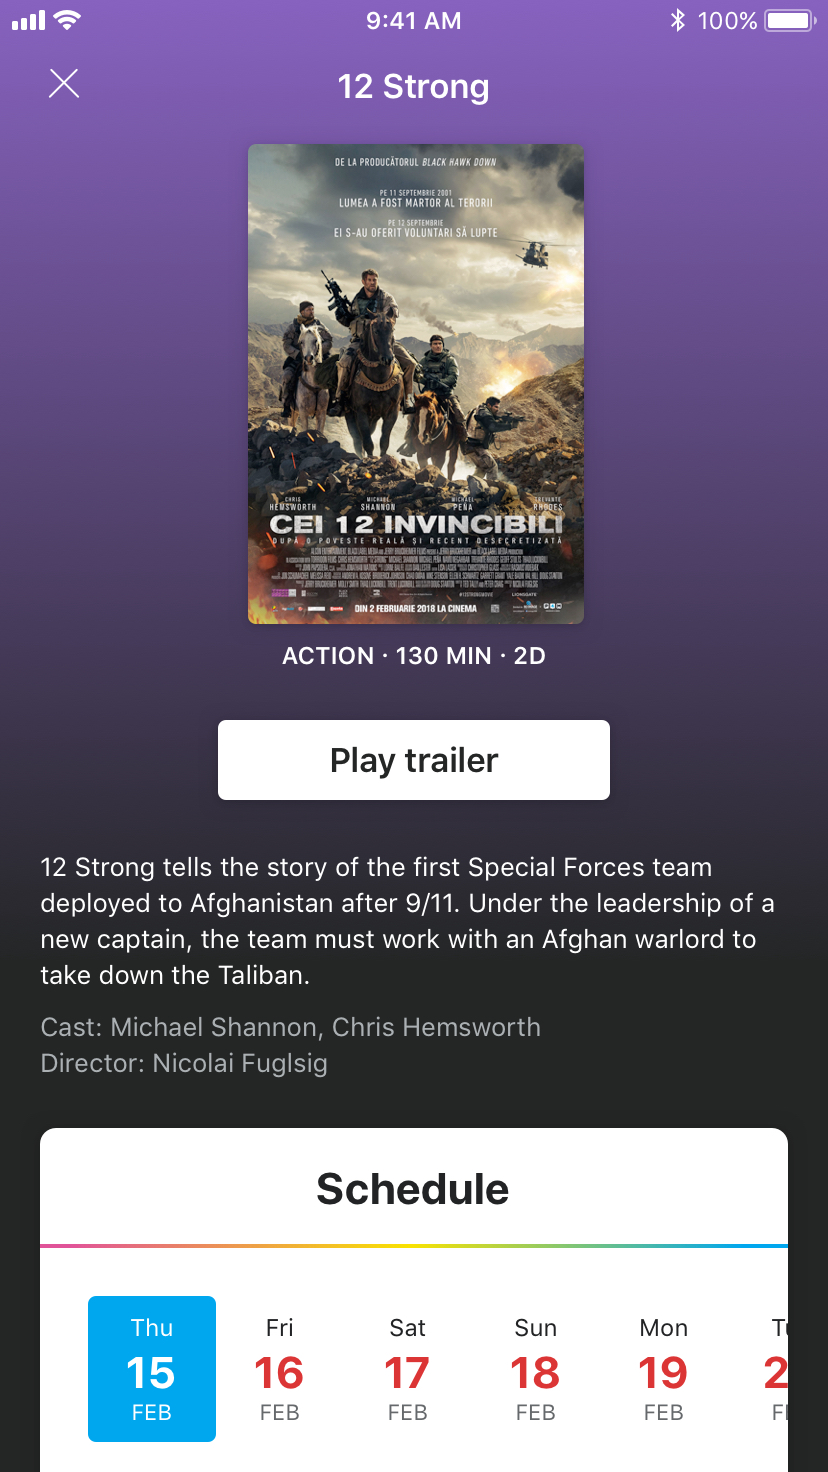 9:41 AM
100%
12 Strong
DE LA PRODUCĂTORUL BLACK HAWK DOWN
PE 11 SEPTEMBRIE 2001
LUMEA A FOST MARTOR AL TERORII
PE 12 SEPTEMBRIE
EI S-AU OFERIT VOLUNTARI SĂ LUPTE
CHRIS HEMSWORTH
MICHAEL SHANNON
MICHAEL PEÑA
TREVANTE RHODES
CEI 12 INVINCIBILI
DUPĂ O POVESTE REALĂ ȘI RECENT DESECRETIZATĂ
#12STRONGMOVIE
LIONSGATE
DIN 2 FEBRUARIE 2018 LA CINEMA
ACTION · 130 MIN · 2D
Play trailer
12 Strong tells the story of the first Special Forces team
deployed to Afghanistan after 9/11. Under the leadership of a
new captain, the team must work with an Afghan warlord to
take down the Taliban.
Cast: Michael Shannon, Chris Hemsworth
Director: Nicolai Fuglsig
Schedule
Thu Fri Sat Sun Mon
15 16 17 18 19
FEB FEB FEB FEB FEB